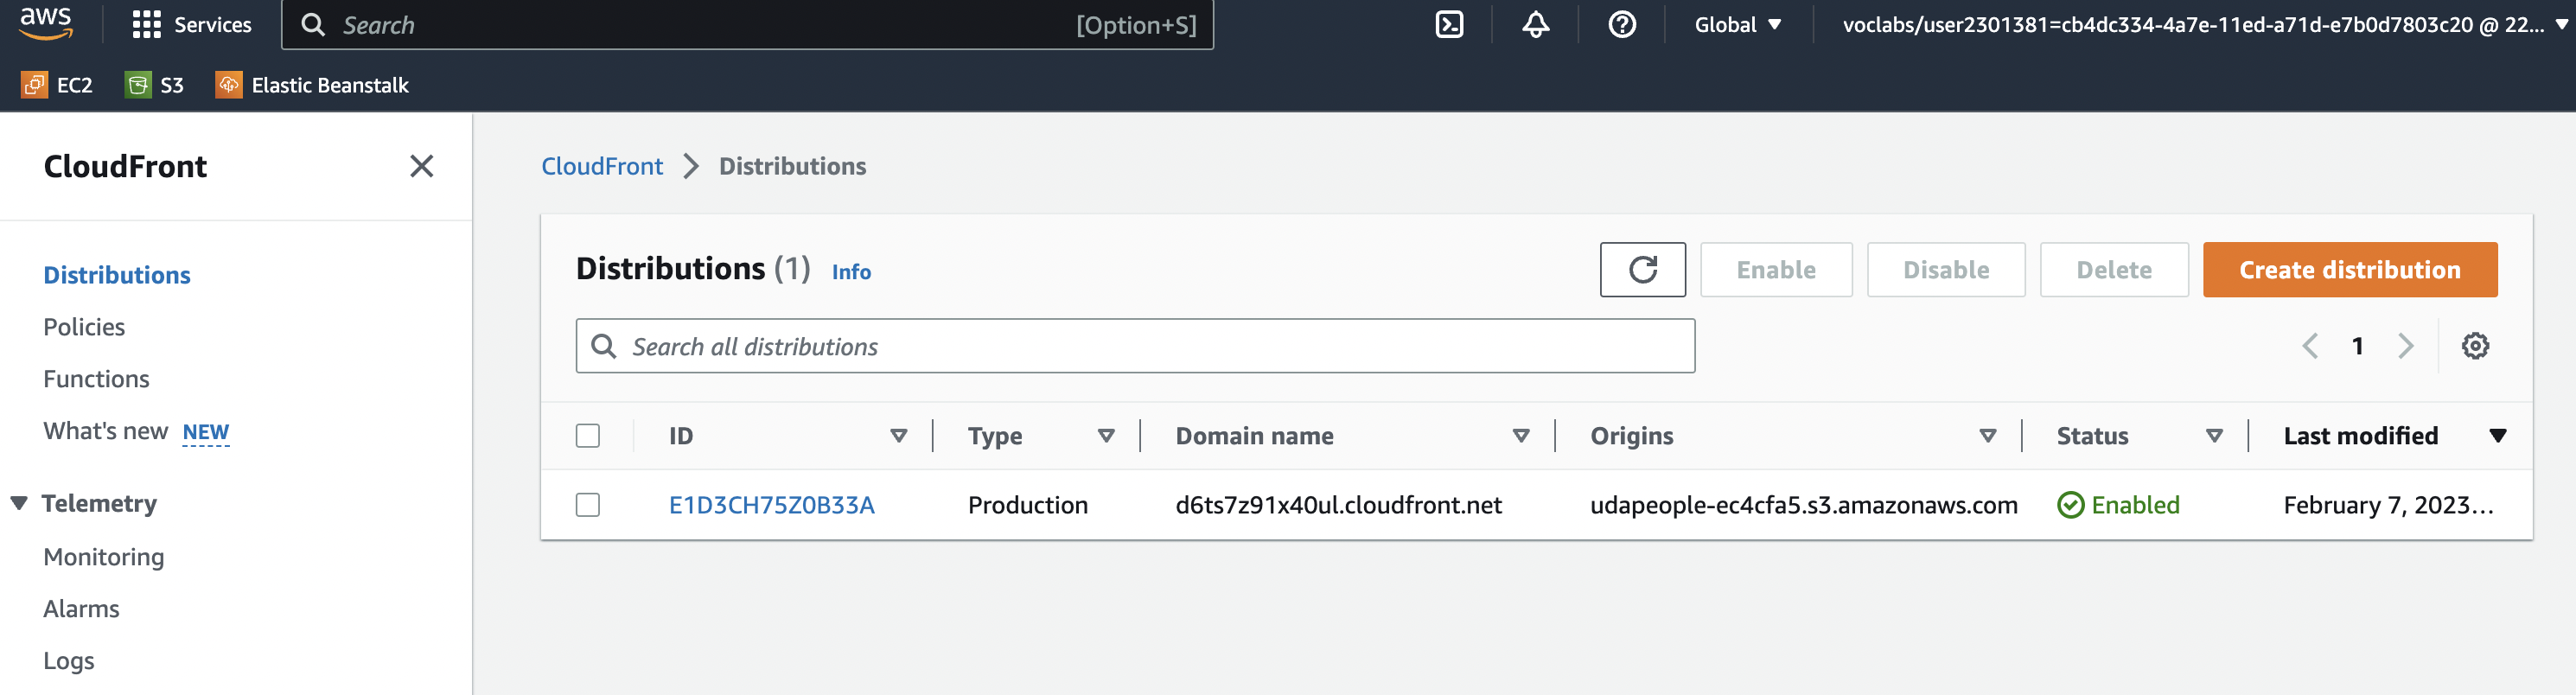 aws Services Search [Option+S] Global voclabs/user2301381=cb4dc334-4a7e-11ed-a71d-e7b0d7803c20 @ 22...
EC2 S3 Elastic Beanstalk
CloudFront
Distributions
Policies
Functions
What's new NEW
Telemetry
Monitoring
Alarms
Logs
CloudFront Distributions
Distributions (1) Info Enable Disable Delete Create distribution
Search all distributions 1
ID Type Domain name Origins Status Last modified
E1D3CH75Z0B33A Production d6ts7z91x40ul.cloudfront.net udapeople-ec4cfa5.s3.amazonaws.com Enabled February 7, 2023...